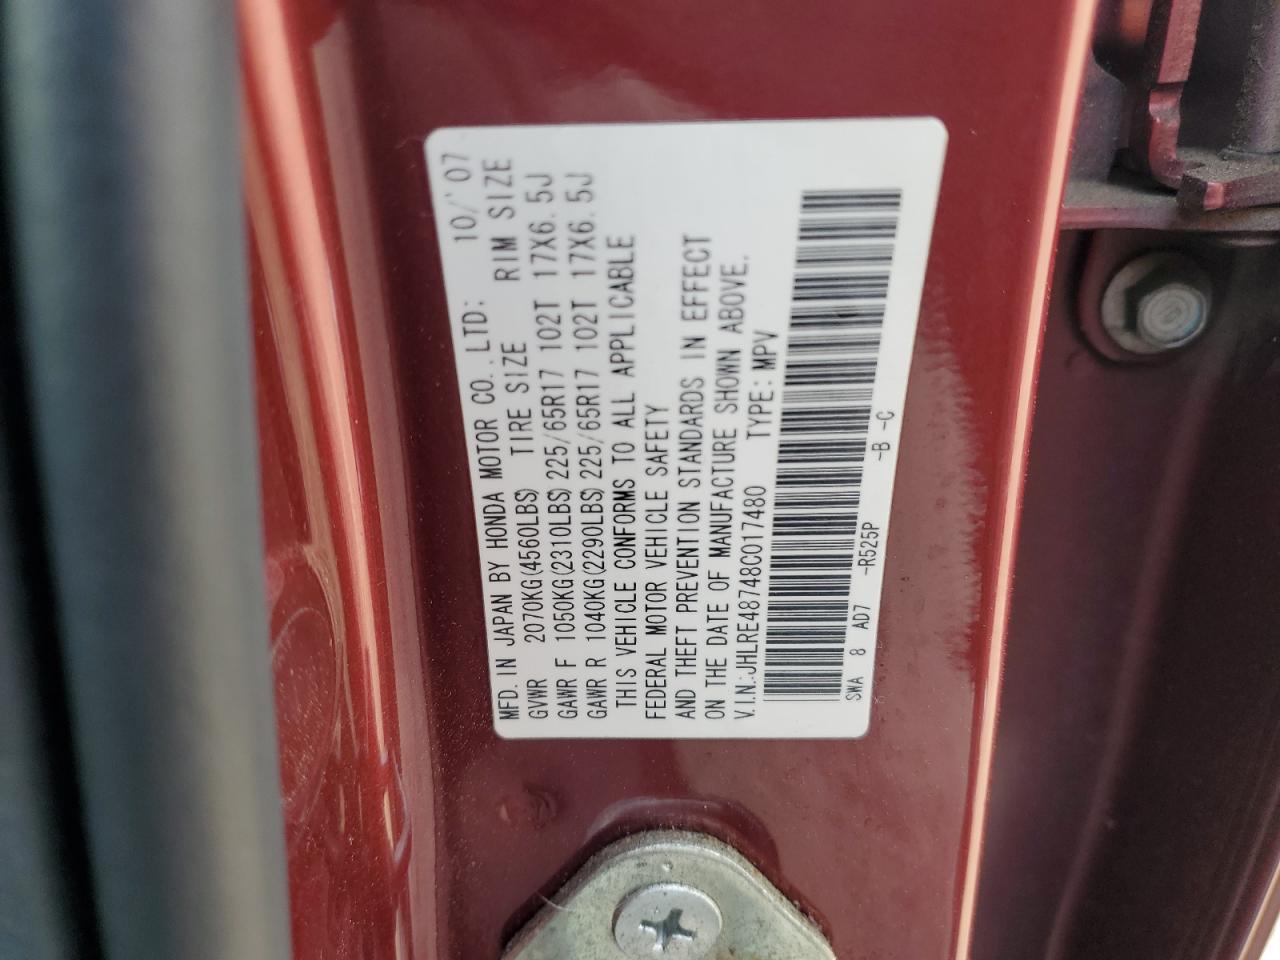 MFD. IN JAPAN BY HONDA MOTOR CO., LTD: 10/'07
GVWR 2070KG(4560LBS) TIRE SIZE RIM SIZE
GAWR F 1050KG(2310LBS) 225/65R17 102T 17X6.5J
GAWR R 1040KG(2290LBS) 225/65R17 102T 17X6.5J
THIS VEHICLE CONFORMS TO ALL APPLICABLE
FEDERAL MOTOR VEHICLE SAFETY
AND THEFT PREVENTION STANDARDS IN EFFECT
ON THE DATE OF MANUFACTURE SHOWN ABOVE.
V.I.N.:JHLRE48748C017480 TYPE: MPV
SWA 8 AD7 -R525P -B -C